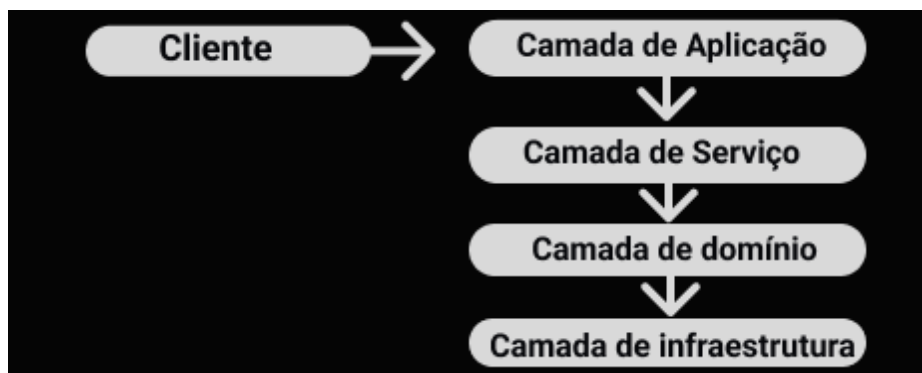 Cliente
Camada de Aplicação
Camada de Serviço
Camada de domínio
Camada de infraestrutura